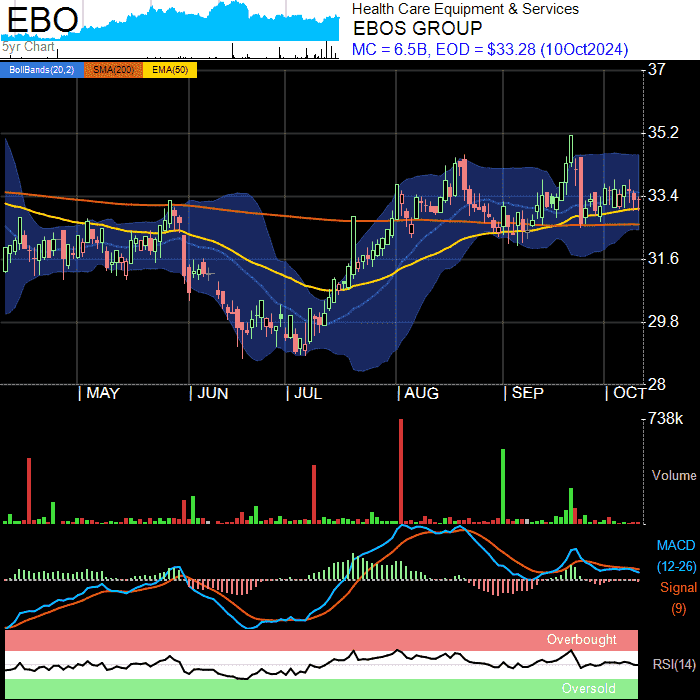 EBO
5yr Chart
Health Care Equipment & Services
EBOS GROUP
MC = 6.5B, EOD = $33.28 (10Oct2024)
BollBands(20,2) SMA(200) EMA(50)
37
35.2
33.4
31.6
29.8
28
MAY JUN JUL AUG SEP OCT
738k
Volume
MACD
(12-26)
Signal
(9)
Overbought
RSI(14)
Oversold